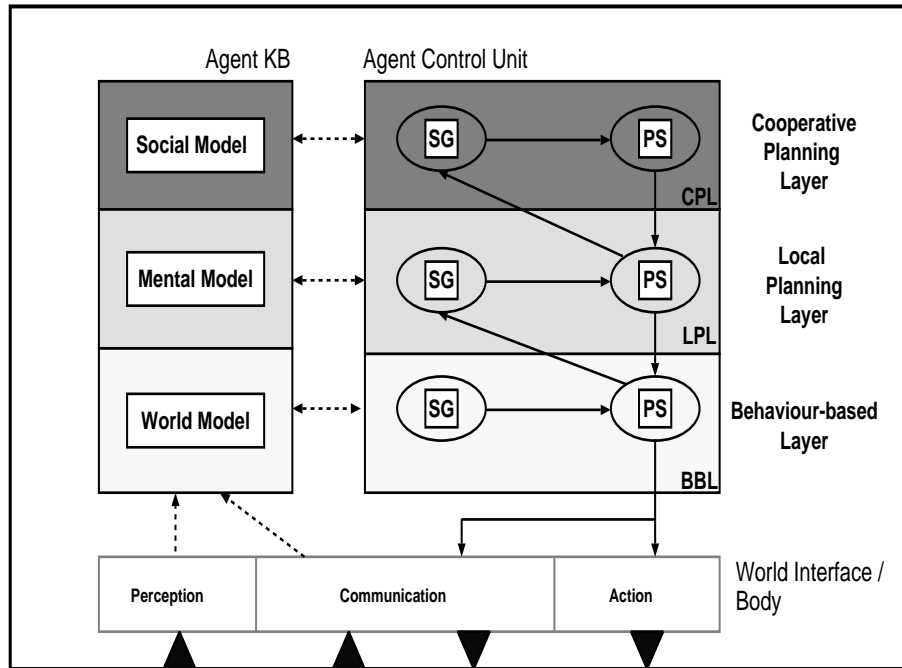 Agent KB
Agent Control Unit
Social Model
SG
PS
CPL
Cooperative
Planning
Layer
Mental Model
SG
PS
LPL
Local
Planning
Layer
World Model
SG
PS
BBL
Behaviour-based
Layer
Perception
Communication
Action
World Interface /
Body